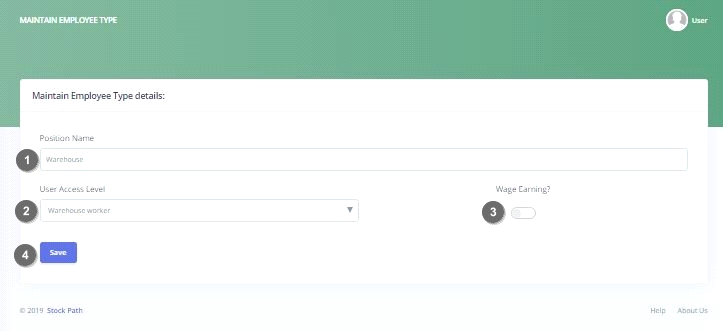 MAINTAIN EMPLOYEE TYPE
User
Maintain Employee Type details:
Position Name
1 Warehouse
User Access Level Wage Earning?
2 Warehouse worker 3
4 Save
© 2019 Stock Path Help About Us